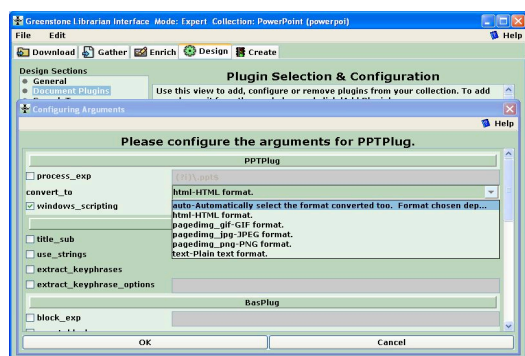 Greenstone Librarian Interface Mode: Expert Collection: PowerPoint (powerpoi)
File Edit Help
Download Gather Enrich Design Create
Design Sections
General
Document Plugins
Plugin Selection & Configuration
Use this view to add, configure or remove plugins from your collection. To add
Configuring Arguments
Help
Please configure the arguments for PPTPlug.
PPTPlug
process_exp
convert_to html-HTML format.
windows_scripting
auto-Automatically select the format converted too. Format chosen dep...
html-HTML format.
pagedimg_gif-GIF format.
pagedimg_jpg-JPEG format.
pagedimg_png-PNG format.
text-Plain text format.
title_sub
use_strings
extract_keyphrases
extract_keyphrase_options
BasPlug
block_exp
OK Cancel